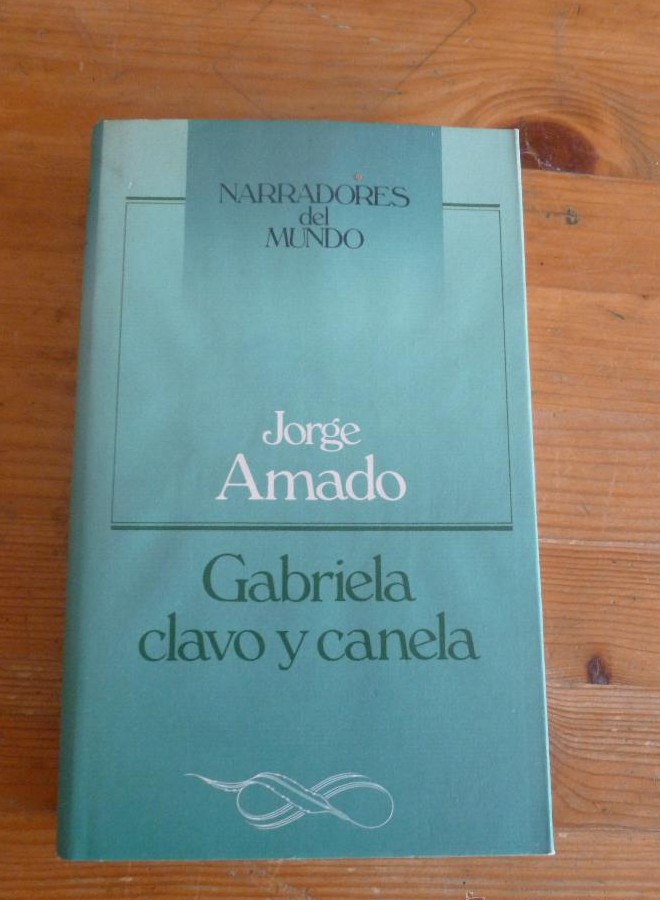 NARRADORES
del
MUNDO
Jorge
Amado
Gabriela
clavo y canela